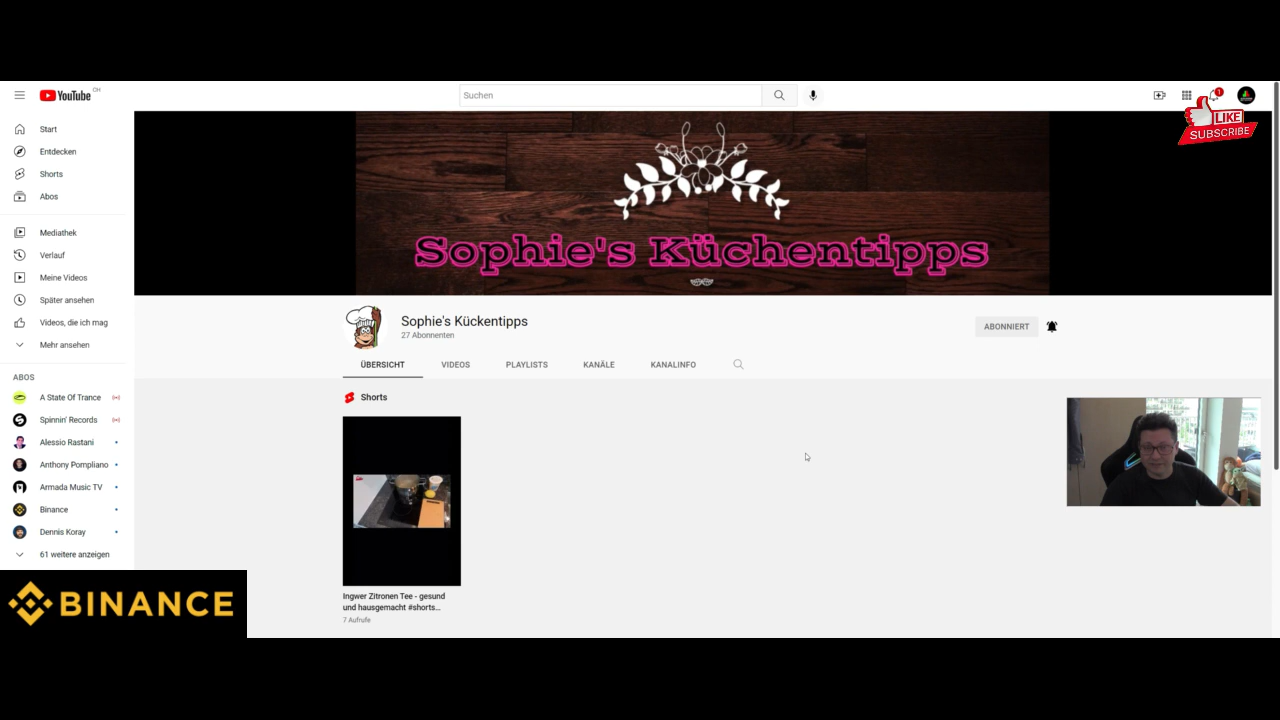 YouTube CH
Suchen
1
LIKE
SUBSCRIBE
Start
Entdecken
Shorts
Abos
Mediathek
Verlauf
Meine Videos
Später ansehen
Videos, die ich mag
Mehr ansehen
ABOS
A State Of Trance
Spinnin' Records
Alessio Rastani
Anthony Pompliano
Armada Music TV
Binance
Dennis Koray
61 weitere anzeigen
BINANCE
Sophie's Küchentipps
Sophie's Kückentipps
27 Abonnenten
ABONNIERT
ÜBERSICHT
VIDEOS
PLAYLISTS
KANÄLE
KANALINFO
Shorts
Ingwer Zitronen Tee - gesund
und hausgemacht #shorts...
7 Aufrufe